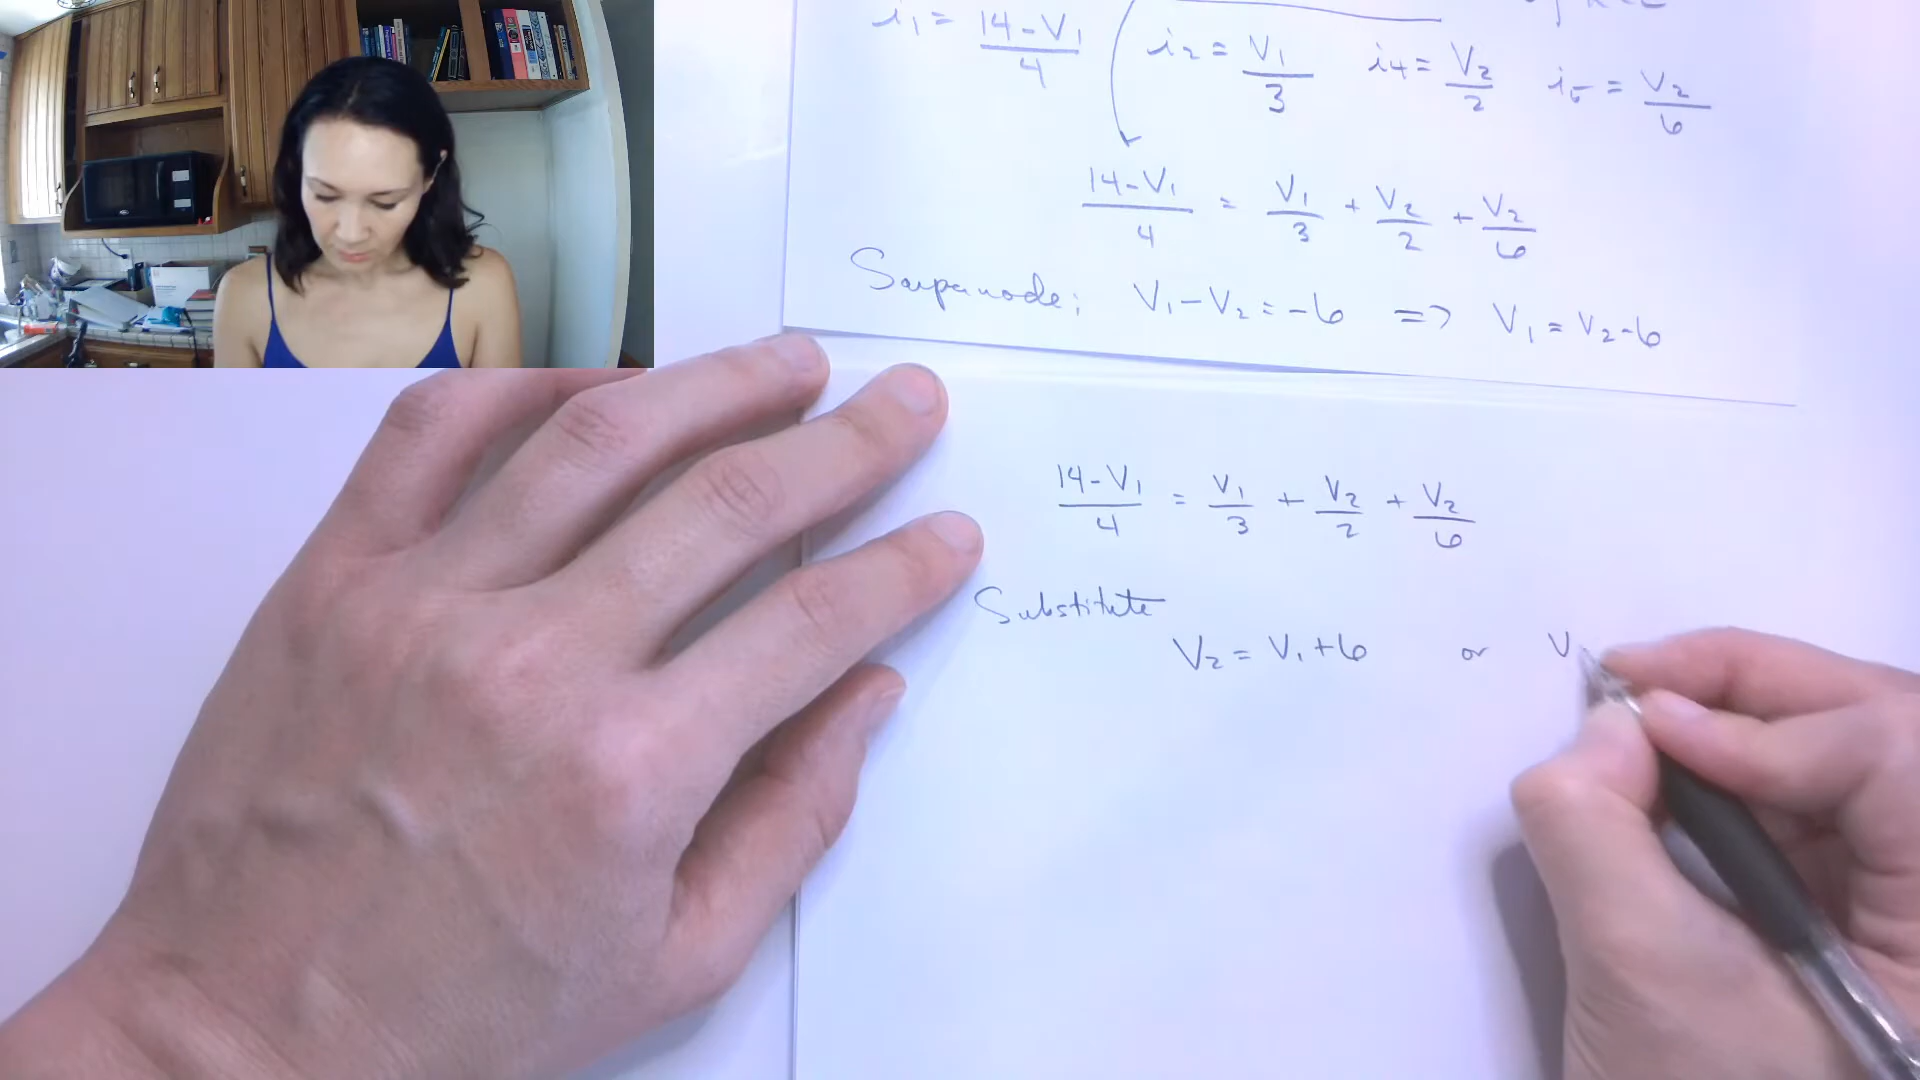 i₁ = (14-V₁)/4 i₂ = V₁/3 i₄ = V₂/2 i₅ = V₂/6
(14-V₁)/4 = V₁/3 + V₂/2 + V₂/6
Supernode: V₁-V₂ = -6 => V₁ = V₂-6
(14-V₁)/4 = V₁/3 + V₂/2 + V₂/6
Substitute
V₂ = V₁+6 or V